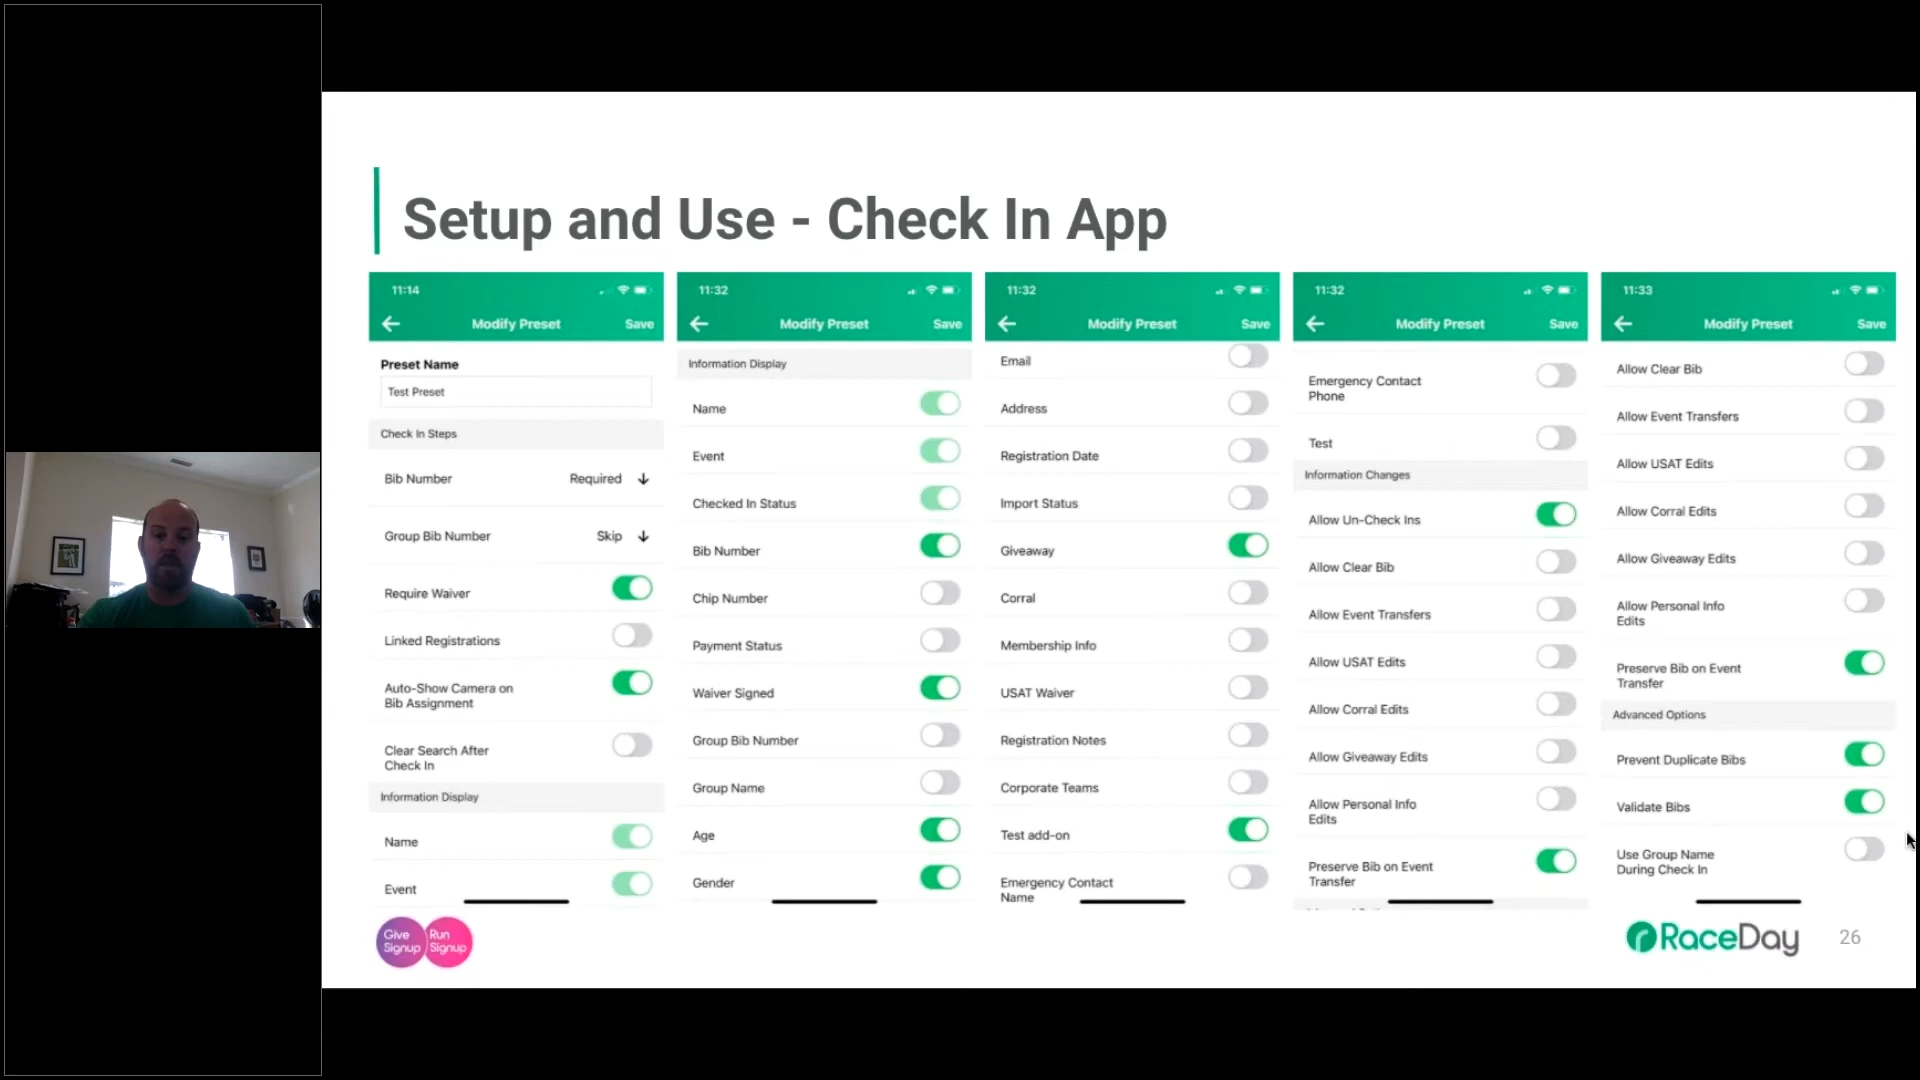 Setup and Use - Check In App
11:14
Modify Preset
Save
Preset Name
Test Preset
Check In Steps
Bib Number
Required
Group Bib Number
Skip
Require Waiver
Linked Registrations
Auto-Show Camera on
Bib Assignment
Clear Search After
Check In
Information Display
Name
Event
11:32
Modify Preset
Save
Information Display
Name
Event
Checked In Status
Bib Number
Chip Number
Payment Status
Waiver Signed
Group Bib Number
Group Name
Age
Gender
11:32
Modify Preset
Save
Email
Address
Registration Date
Import Status
Giveaway
Corral
Membership Info
USAT Waiver
Registration Notes
Corporate Teams
Test add-on
Emergency Contact
Name
11:32
Modify Preset
Save
Emergency Contact
Phone
Test
Information Changes
Allow Un-Check Ins
Allow Clear Bib
Allow Event Transfers
Allow USAT Edits
Allow Corral Edits
Allow Giveaway Edits
Allow Personal Info
Edits
Preserve Bib on Event
Transfer
11:33
Modify Preset
Save
Allow Clear Bib
Allow Event Transfers
Allow USAT Edits
Allow Corral Edits
Allow Giveaway Edits
Allow Personal Info
Edits
Preserve Bib on Event
Transfer
Advanced Options
Prevent Duplicate Bibs
Validate Bibs
Use Group Name
During Check In
Give
Signup
Run
Signup
RaceDay
26